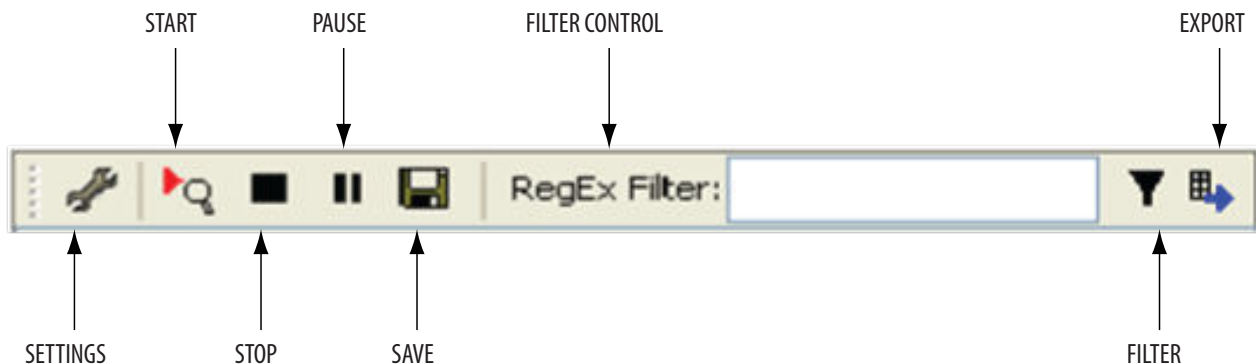 START
PAUSE
FILTER CONTROL
EXPORT
RegEx Filter:
SETTINGS
STOP
SAVE
FILTER